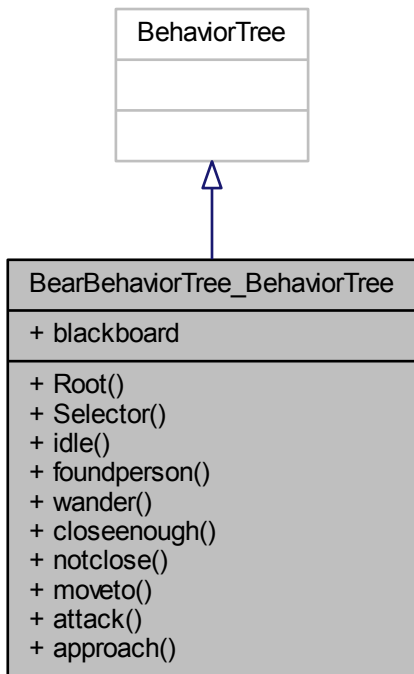 BehaviorTree
BearBehaviorTree_BehaviorTree
+ blackboard
+ Root()
+ Selector()
+ idle()
+ foundperson()
+ wander()
+ closeenough()
+ notclose()
+ moveto()
+ attack()
+ approach()